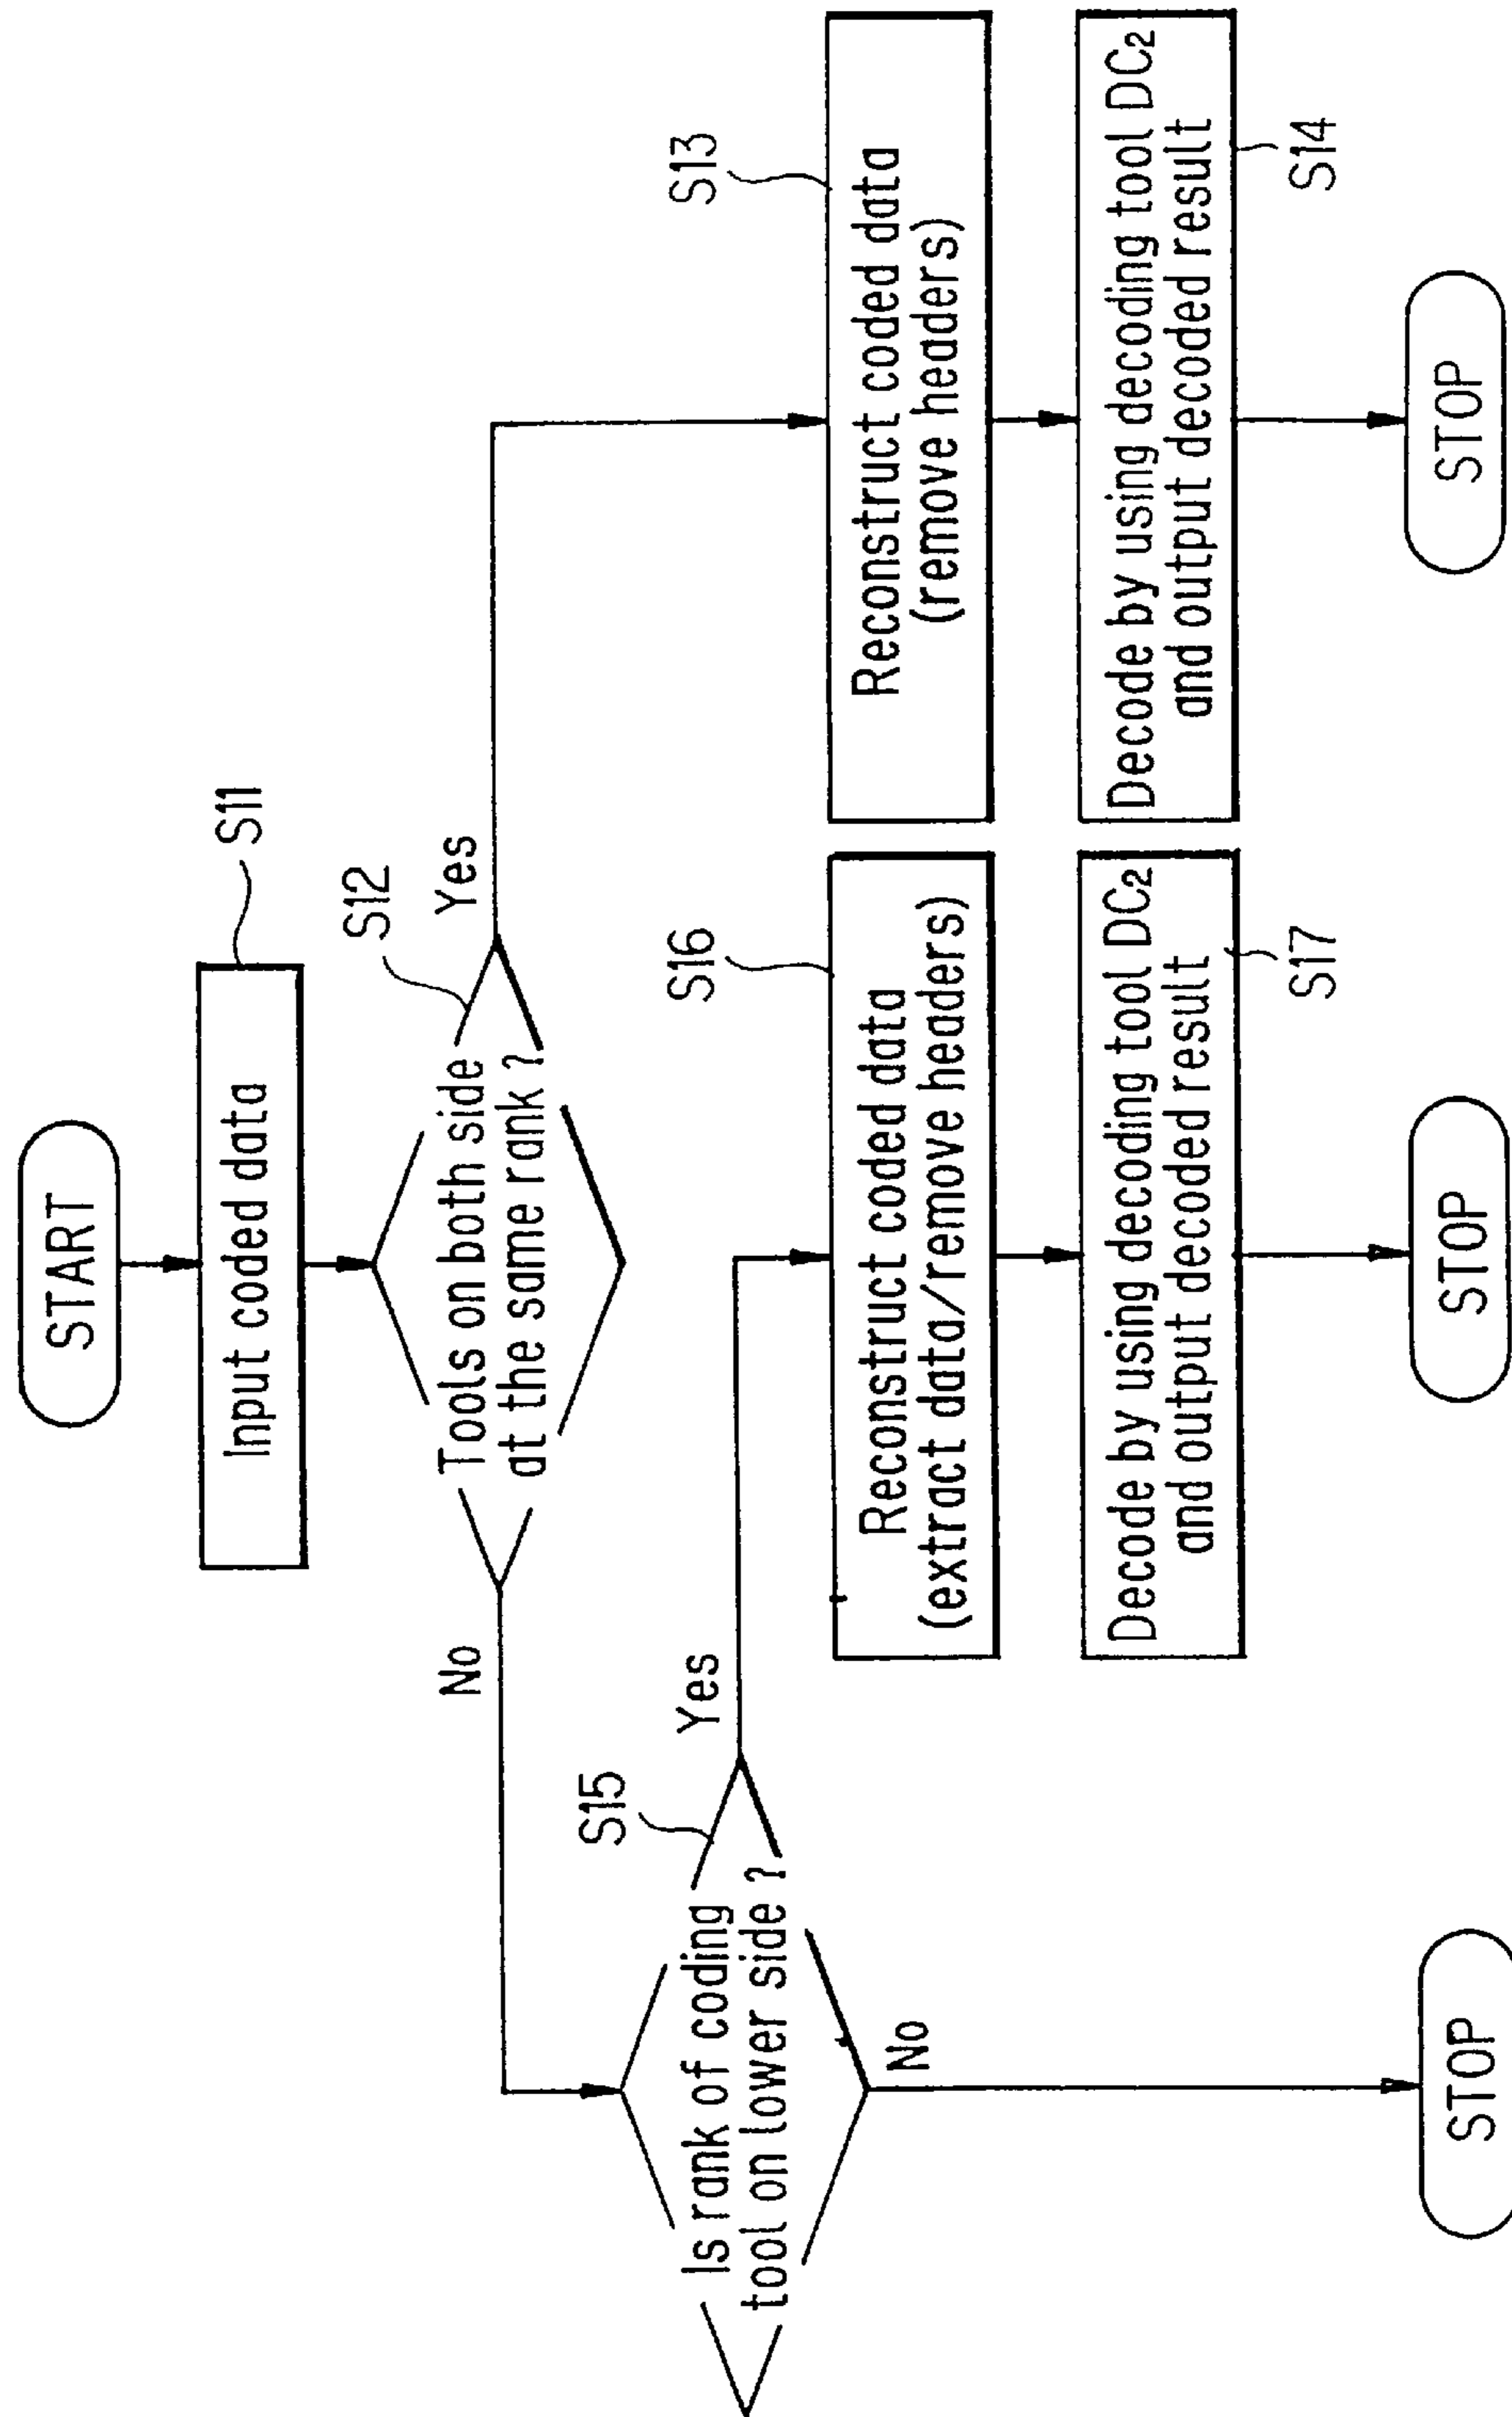 START
Input coded data
S11
Tools on both side
at the same rank ?
S12
Yes
No
Is rank of coding
tool on lower side ?
S15
Yes
No
Reconstruct coded data
(extract data/remove headers)
S16
Reconstruct coded data
(remove headers)
S13
Decode by using decoding tool DC₂
and output decoded result
S17
Decode by using decoding tool DC₂
and output decoded result
S14
STOP
STOP
STOP